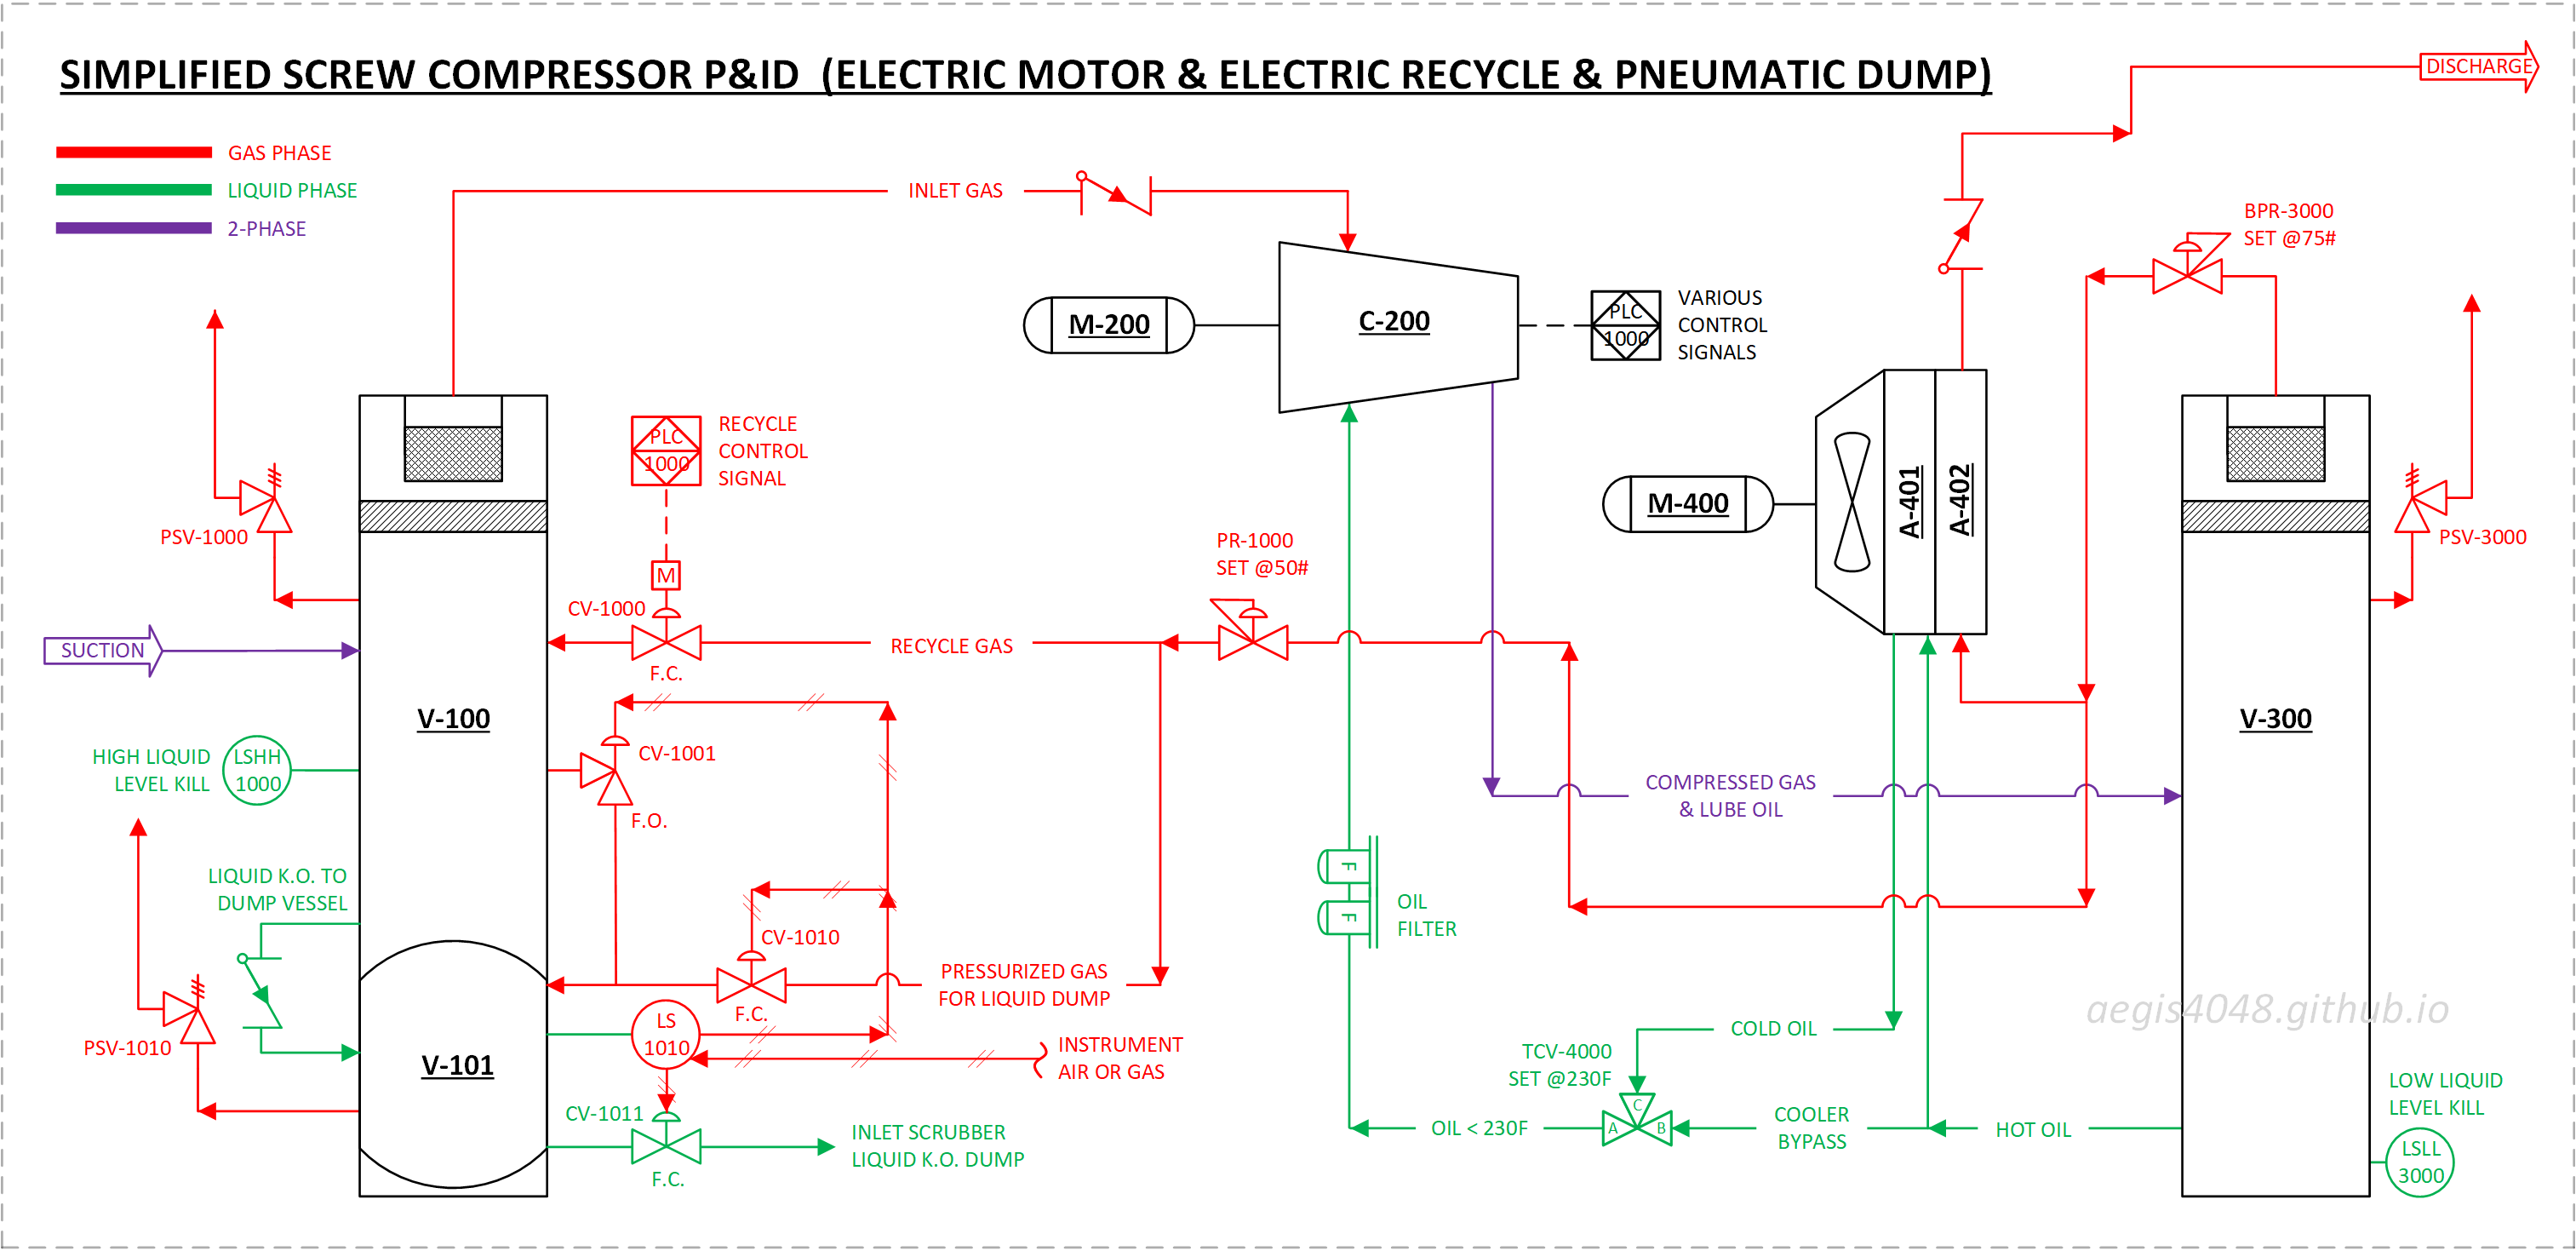 SIMPLIFIED SCREW COMPRESSOR P&ID (ELECTRIC MOTOR & ELECTRIC RECYCLE & PNEUMATIC DUMP)
DISCHARGE
GAS PHASE
LIQUID PHASE
2-PHASE
INLET GAS
BPR-3000
SET @75#
M-200
C-200
PLC
1000
VARIOUS
CONTROL
SIGNALS
PLC
1000
RECYCLE
CONTROL
SIGNAL
M-400
A-401
A-402
PSV-1000
PSV-3000
PR-1000
SET @50#
M
CV-1000
F.C.
RECYCLE GAS
SUCTION
V-100
V-300
HIGH LIQUID
LEVEL KILL
LSHH
1000
CV-1001
F.O.
COMPRESSED GAS
& LUBE OIL
LIQUID K.O. TO
DUMP VESSEL
F
F
OIL
FILTER
CV-1010
F.C.
PRESSURIZED GAS
FOR LIQUID DUMP
PSV-1010
V-101
LS
1010
INSTRUMENT
AIR OR GAS
COLD OIL
TCV-4000
SET @230F
C
A
B
OIL < 230F
COOLER
BYPASS
HOT OIL
CV-1011
F.C.
INLET SCRUBBER
LIQUID K.O. DUMP
LOW LIQUID
LEVEL KILL
LSLL
3000
aegis4048.github.io